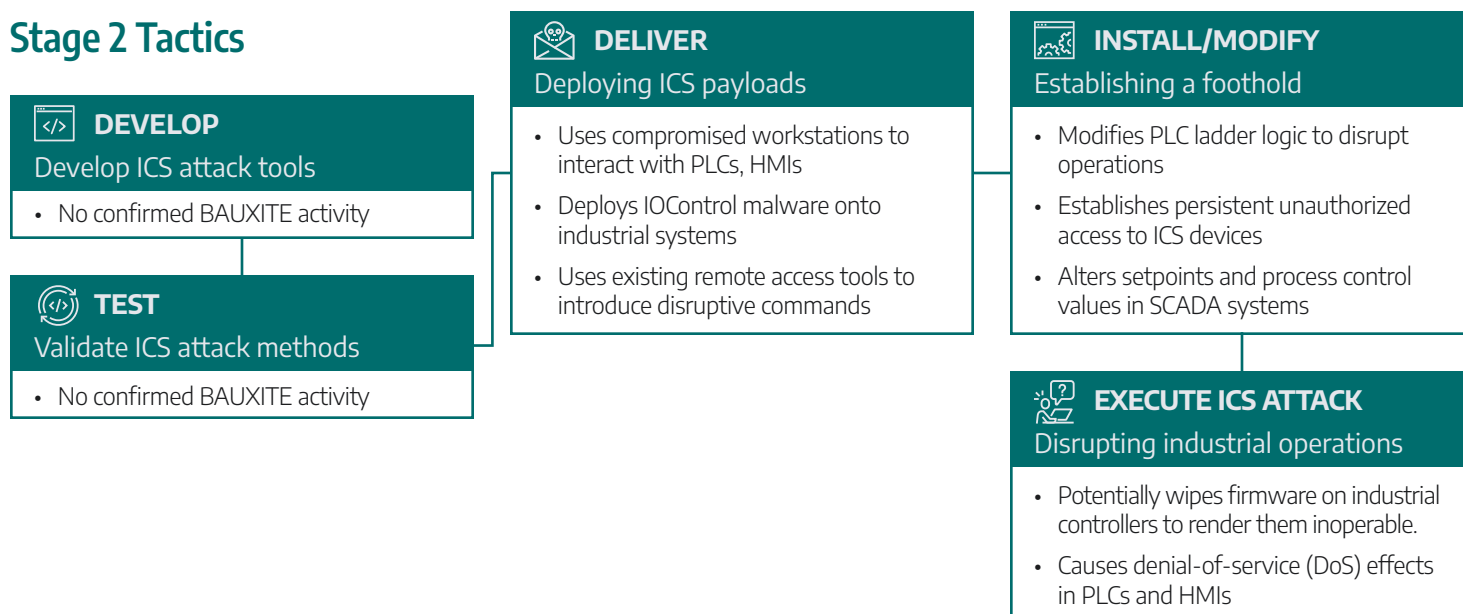 Stage 2 Tactics
</> DEVELOP
Develop ICS attack tools
• No confirmed BAUXITE activity
</> TEST
Validate ICS attack methods
• No confirmed BAUXITE activity
DELIVER
Deploying ICS payloads
• Uses compromised workstations to
interact with PLCs, HMIs
• Deploys IOControl malware onto
industrial systems
• Uses existing remote access tools to
introduce disruptive commands
INSTALL/MODIFY
Establishing a foothold
• Modifies PLC ladder logic to disrupt
operations
• Establishes persistent unauthorized
access to ICS devices
• Alters setpoints and process control
values in SCADA systems
? EXECUTE ICS ATTACK
Disrupting industrial operations
• Potentially wipes firmware on industrial
controllers to render them inoperable.
• Causes denial-of-service (DoS) effects
in PLCs and HMIs